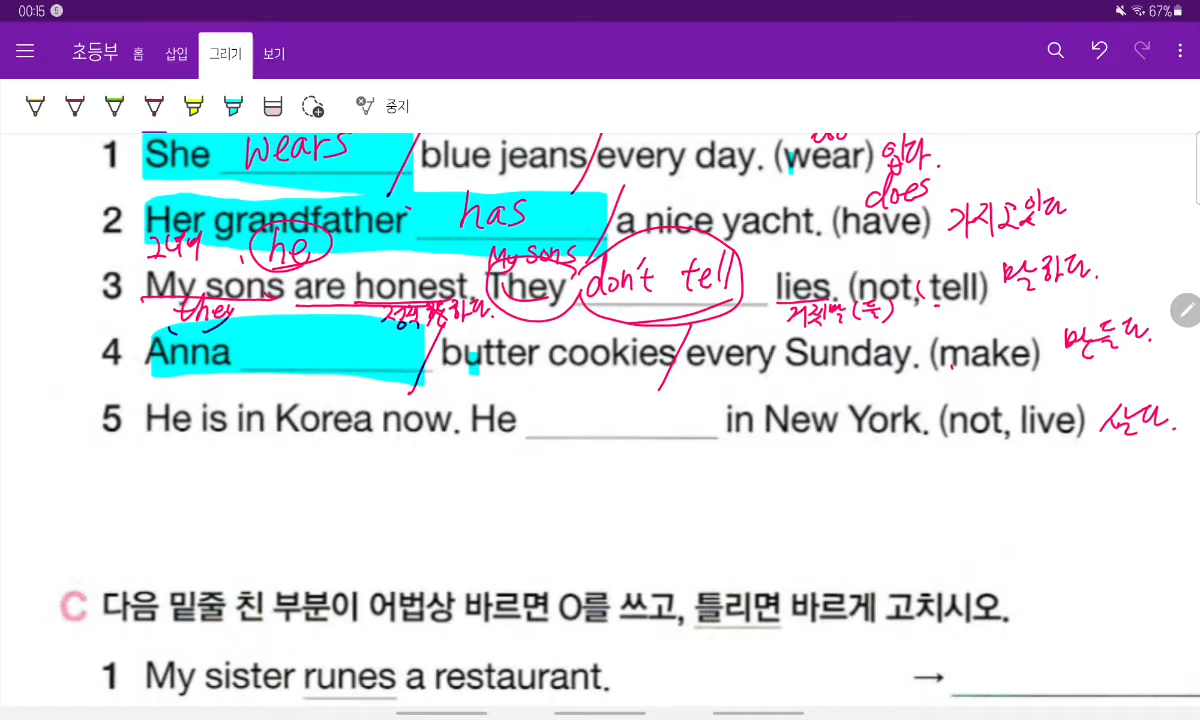 00:15
67%
초등부 홈 삽입 그리기 보기
중지
1 She wears blue jeans every day. (wear) 입다.
does
2 Her grandfather has a nice yacht. (have) 가지고 있다
he
My sons
3 My sons are honest. They don't tell lies. (not, tell) 말하다.
they 거짓말(들)
4 Anna butter cookies every Sunday. (make) 만들다.
5 He is in Korea now. He in New York. (not, live) 살다.
C 다음 밑줄 친 부분이 어법상 바르면 O를 쓰고, 틀리면 바르게 고치시오.
1 My sister runes a restaurant. →